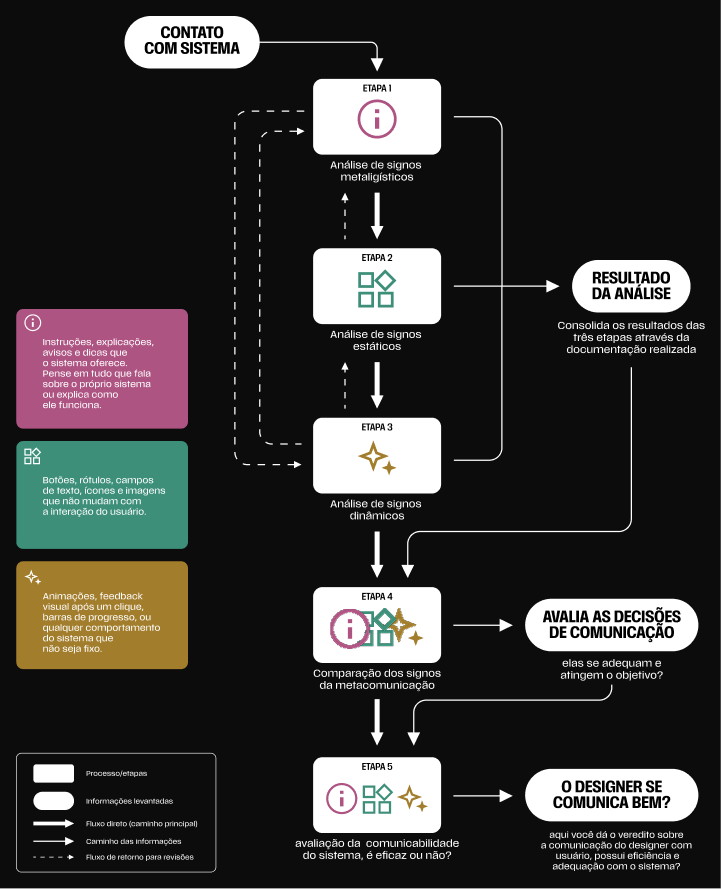 CONTATO
COM SISTEMA
ETAPA 1
Análise de signos
metaligísticos
ETAPA 2
Análise de signos
estáticos
ETAPA 3
Análise de signos
dinâmicos
RESULTADO
DA ANÁLISE
Consolida os resultados das
três etapas através da
documentação realizada
Instruções, explicações,
avisos e dicas que
o sistema oferece.
Pense em tudo que fala
sobre o próprio sistema
ou explica como
ele funciona.
Botões, rótulos, campos
de texto, ícones e imagens
que não mudam com
a interação do usuário.
Animações, feedback
visual após um clique,
barras de progresso, ou
qualquer comportamento
do sistema que
não seja fixo.
ETAPA 4
Comparação dos signos
da metacomunicação
AVALIA AS DECISÕES
DE COMUNICAÇÃO
elas se adequam e
atingem o objetivo?
ETAPA 5
avaliação da comunicabilidade
do sistema, é eficaz ou não?
O DESIGNER SE
COMUNICA BEM?
aqui você dá o veredito sobre
a comunicação do designer com
usuário, possui eficiência e
adequação com o sistema?
Processo/etapas
Informações levantadas
Fluxo direto (caminho principal)
Caminho das informações
Fluxo de retorno para revisões